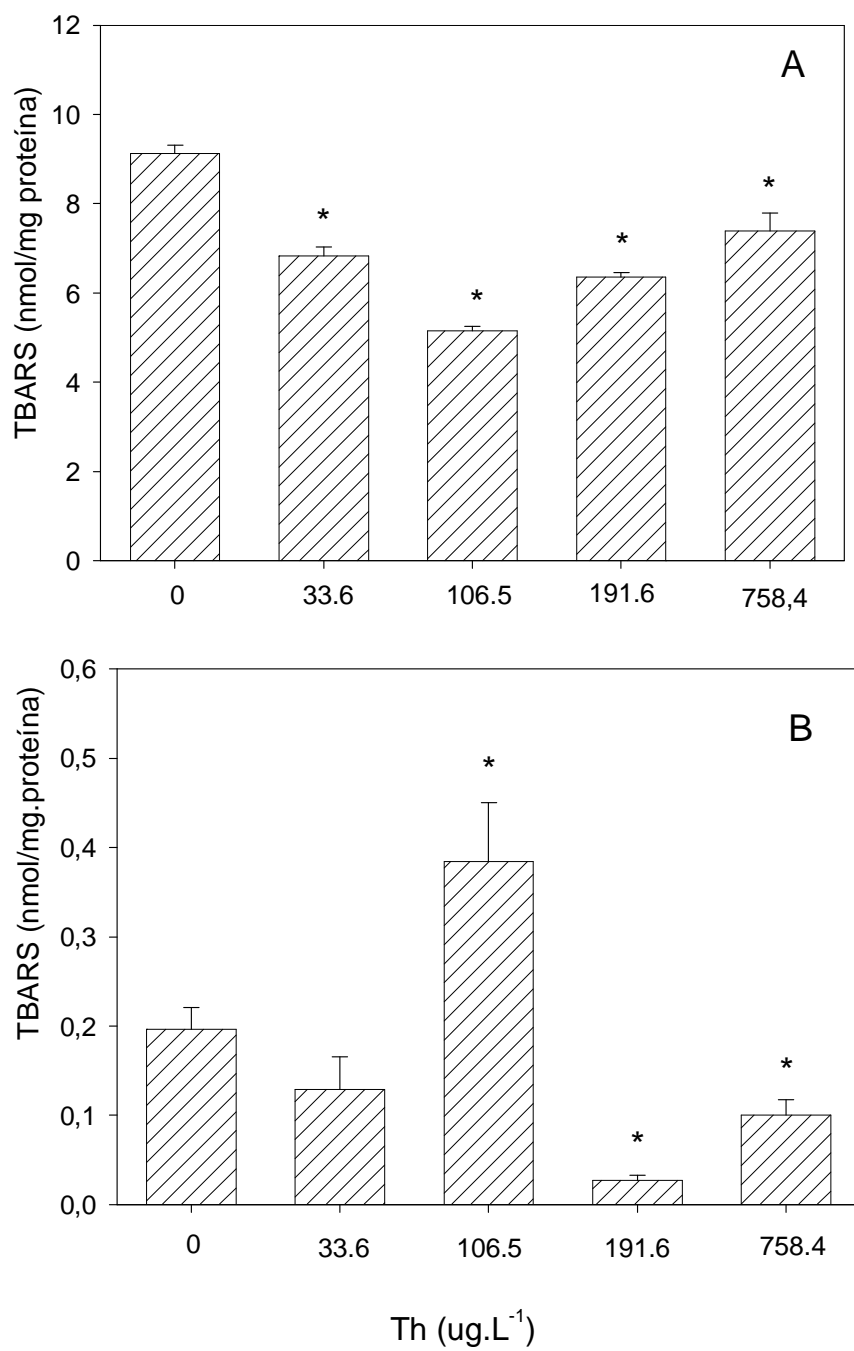 12
A
10
8
6
4
2
0
TBARS (nmol/mg proteína)
* * * *
0 33.6 106.5 191.6 758,4
0,6
B
0,5
0,4
0,3
0,2
0,1
0,0
TBARS (nmol/mg.proteína)
* * *
0 33.6 106.5 191.6 758.4
Th (ug.L⁻¹)